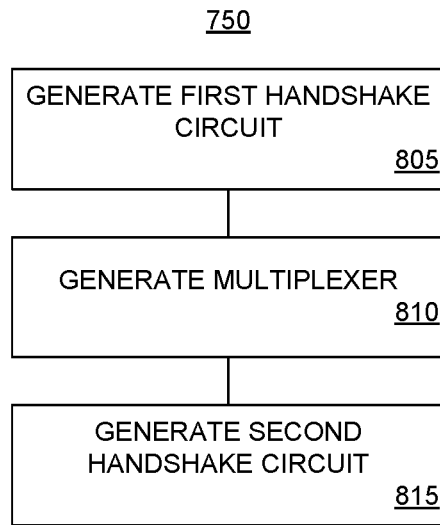 750
GENERATE FIRST HANDSHAKE
CIRCUIT
805
GENERATE MULTIPLEXER
810
GENERATE SECOND
HANDSHAKE CIRCUIT
815